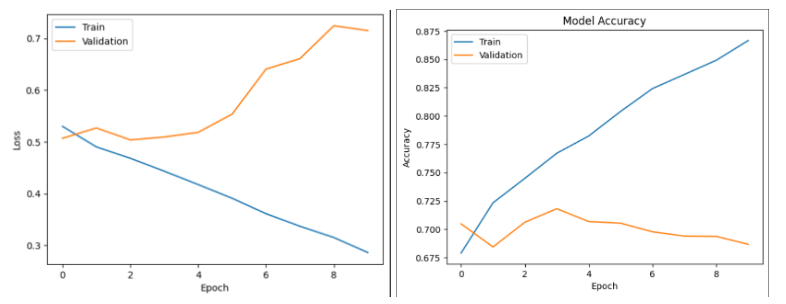 Train
Validation
0.7
0.6
0.5
0.4
0.3
Loss
0 2 4 6 8
Epoch
Model Accuracy
Train
Validation
0.875
0.850
0.825
0.800
0.775
0.750
0.725
0.700
0.675
Accuracy
0 2 4 6 8
Epoch